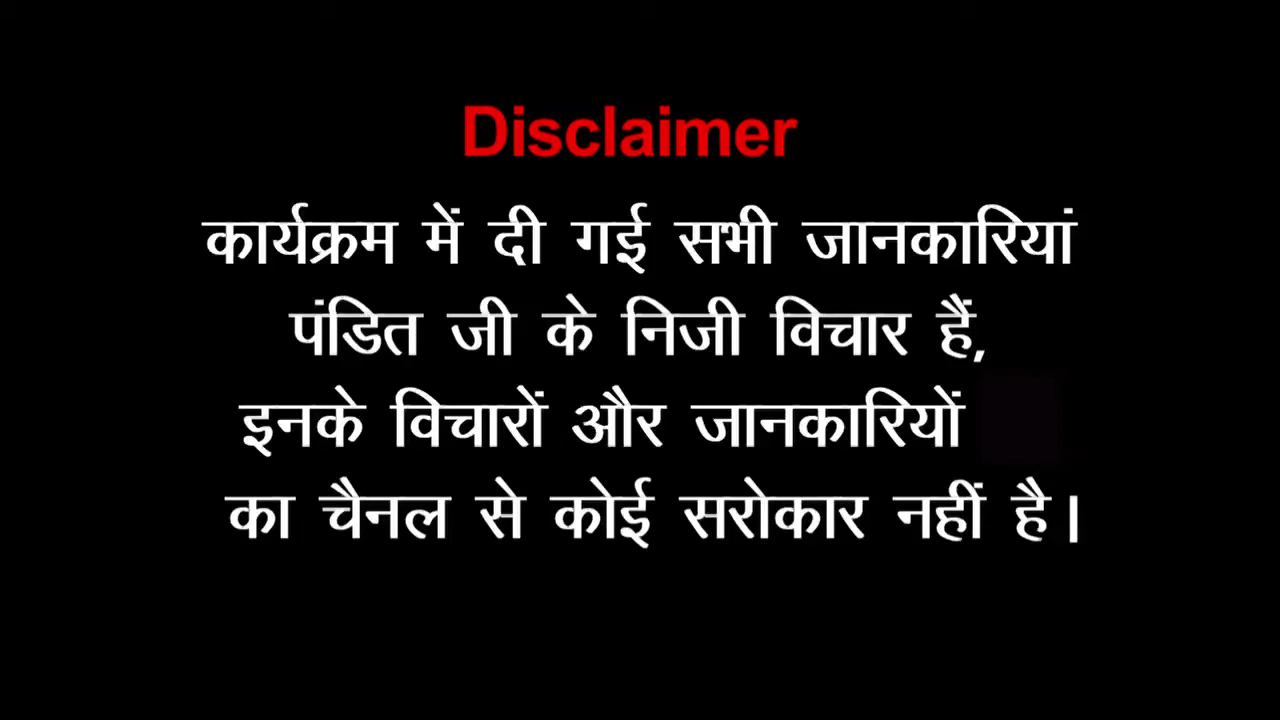 Disclaimer
कार्यक्रम में दी गई सभी जानकारियां
पंडित जी के निजी विचार हैं,
इनके विचारों और जानकारियों
का चैनल से कोई सरोकार नहीं है।